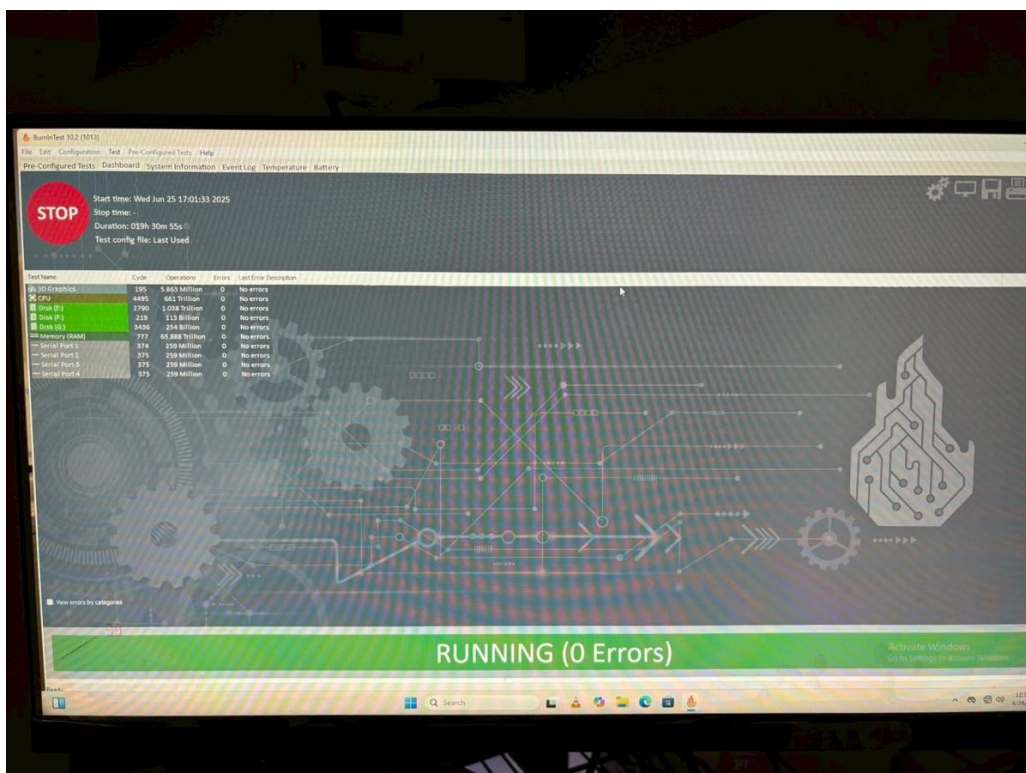 BurnInTest 10.2 (1013)
File Edit Configuration Test Pre-Configured Tests Help
Pre-Configured Tests Dashboard System Information Event Log Temperature Battery
STOP
Start time: Wed Jun 25 17:01:33 2025
Stop time: -
Duration: 019h 30m 55s
Test config file: Last Used
Test Name Cycle Operations Errors Last Error Description
3D Graphics 195 5.863 Million 0 No errors
CPU 4495 661 Trillion 0 No errors
Disk (E:) 2790 1.038 Trillion 0 No errors
Disk (F:) 219 113 Billion 0 No errors
Disk (G:) 3436 254 Billion 0 No errors
Memory (RAM) 777 65.888 Trillion 0 No errors
Serial Port 1 374 259 Million 0 No errors
Serial Port 2 375 259 Million 0 No errors
Serial Port 3 375 259 Million 0 No errors
Serial Port 4 375 259 Million 0 No errors
View errors by categories
RUNNING (0 Errors)
Activate Windows
Go to Settings to activate Windows
Ready
Search